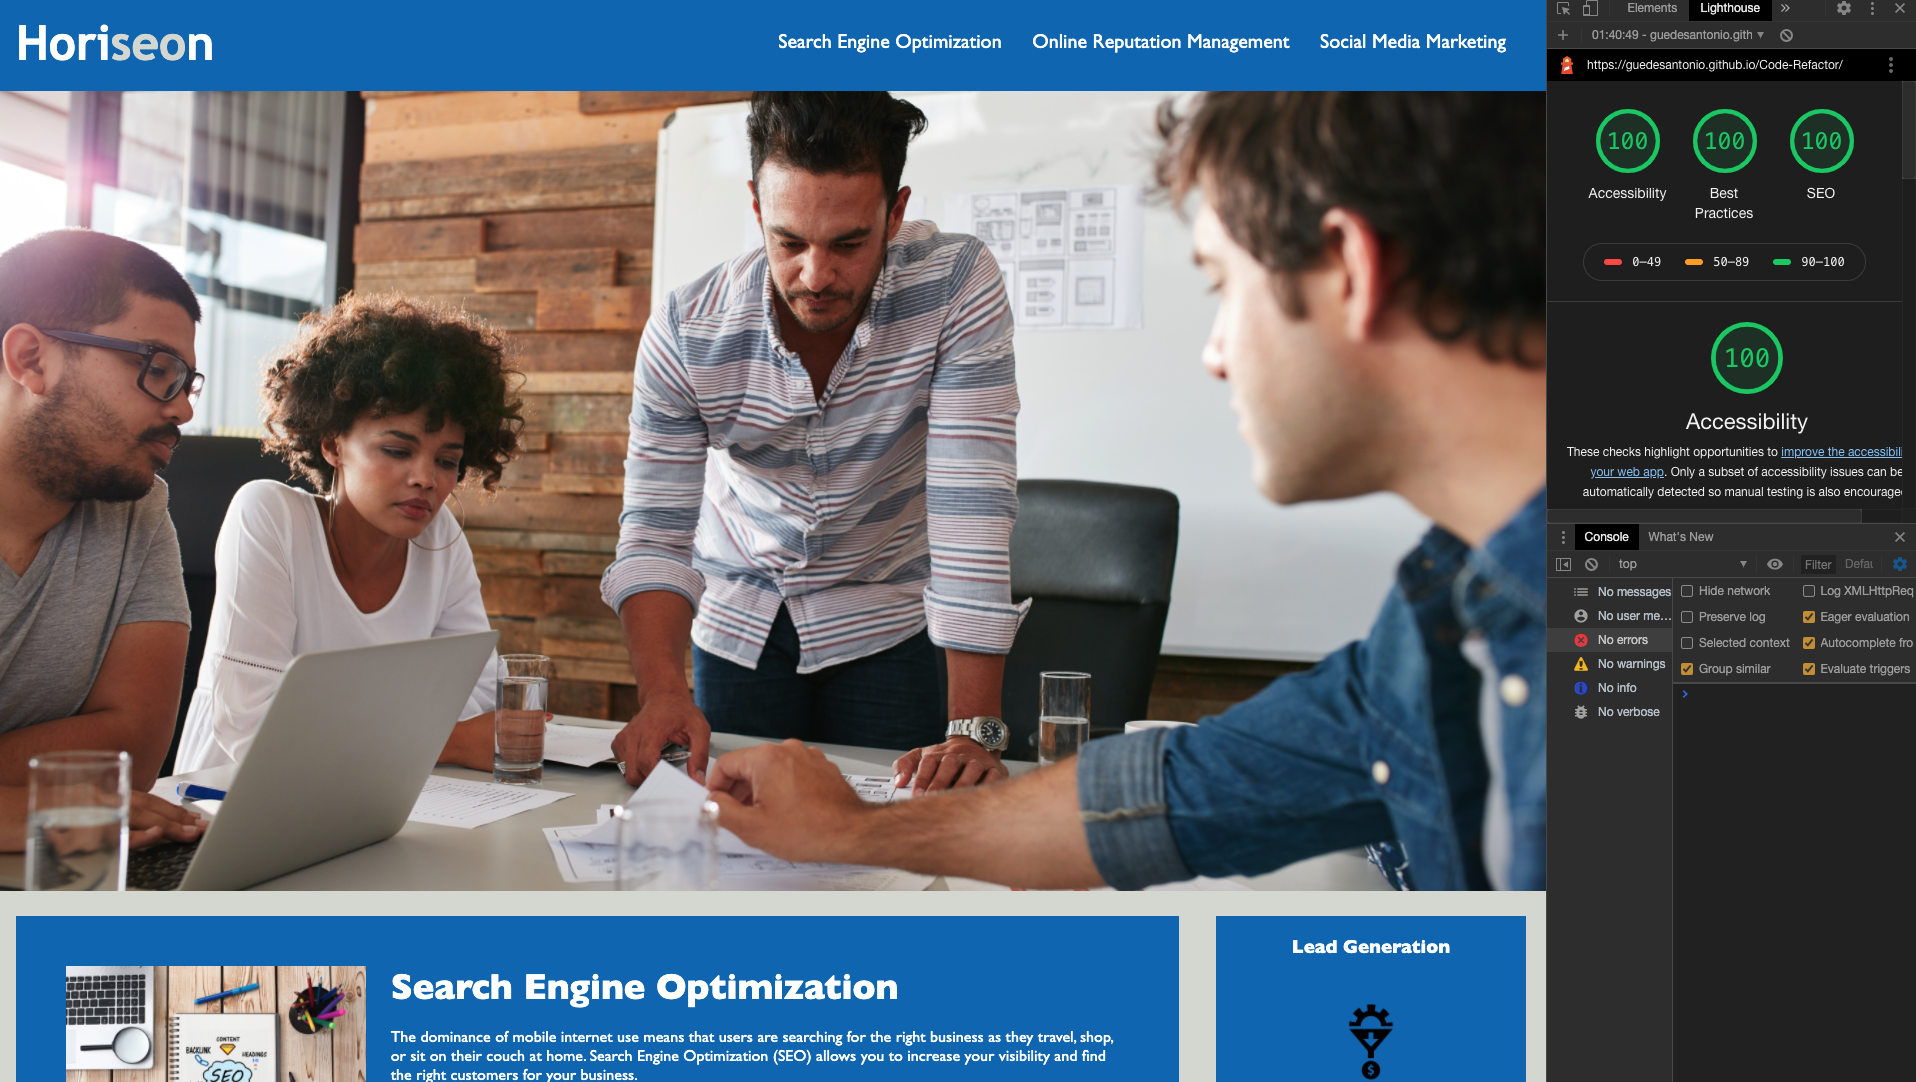 Horiseon
Search Engine Optimization
Online Reputation Management
Social Media Marketing
Search Engine Optimization
The dominance of mobile internet use means that users are searching for the right business as they travel, shop,
or sit on their couch at home. Search Engine Optimization (SEO) allows you to increase your visibility and find
the right customers for your business.
CONTENT
BACKLINK
HEADINGS
SEO
Lead Generation
$
Elements
Lighthouse
01:40:49 - guedesantonio.gith
https://guedesantonio.github.io/Code-Refactor/
100
100
100
Accessibility
Best
Practices
SEO
0–49
50–89
90–100
100
Accessibility
These checks highlight opportunities to improve the accessibili
your web app. Only a subset of accessibility issues can be
automatically detected so manual testing is also encourage
Console
What's New
top
Filter
Defau
No messages
No user me...
No errors
No warnings
No info
No verbose
Hide network
Log XMLHttpReq
Preserve log
Eager evaluation
Selected context
Autocomplete fro
Group similar
Evaluate triggers